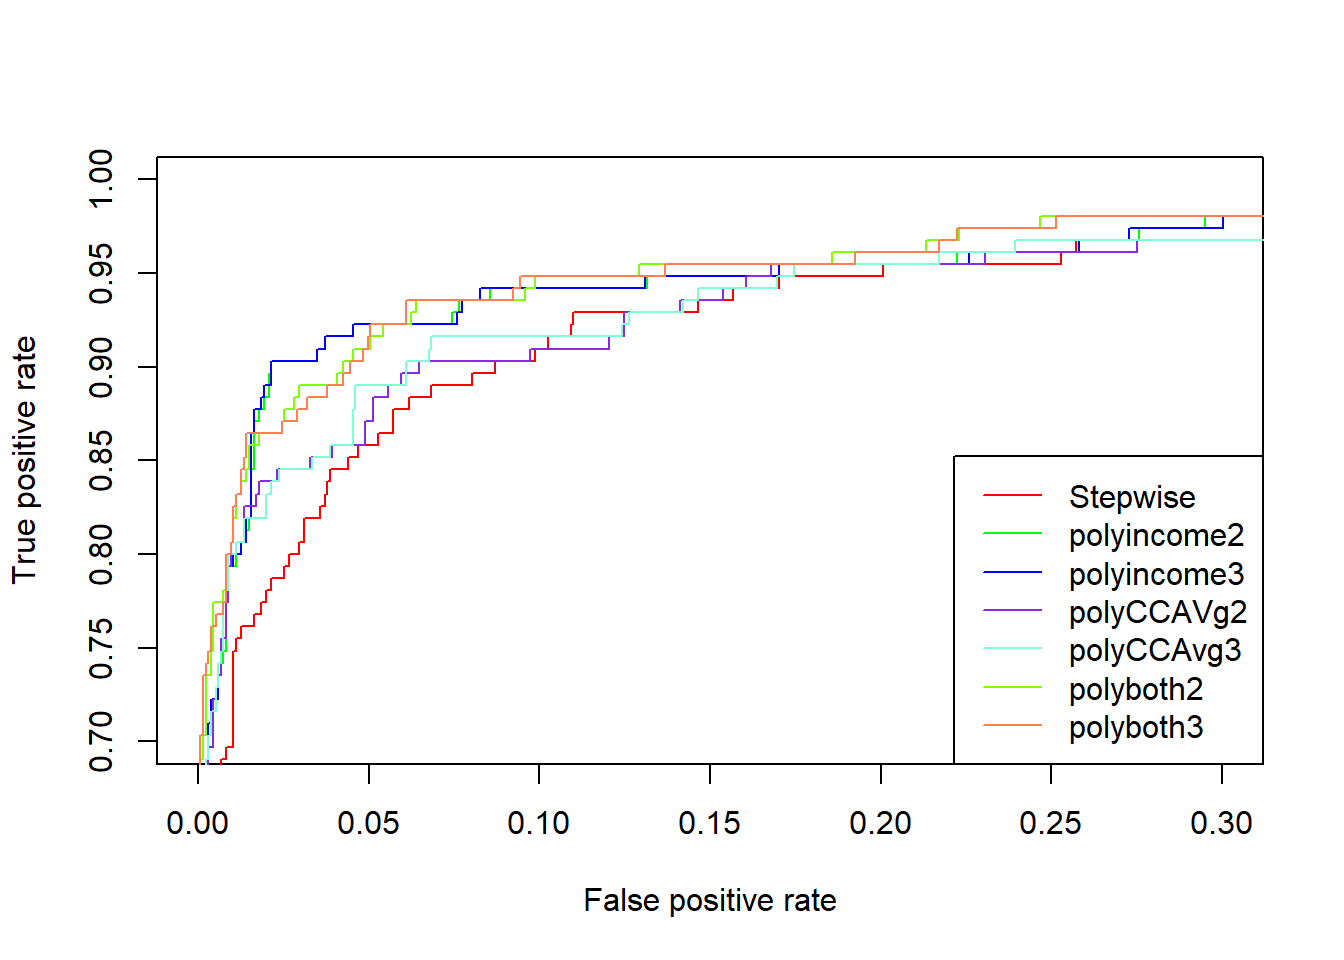 1.00
0.95
0.90
0.85
0.80
0.75
0.70
True positive rate
Stepwise
polyincome2
polyincome3
polyCCAVg2
polyCCAvg3
polyboth2
polyboth3
0.00 0.05 0.10 0.15 0.20 0.25 0.30
False positive rate